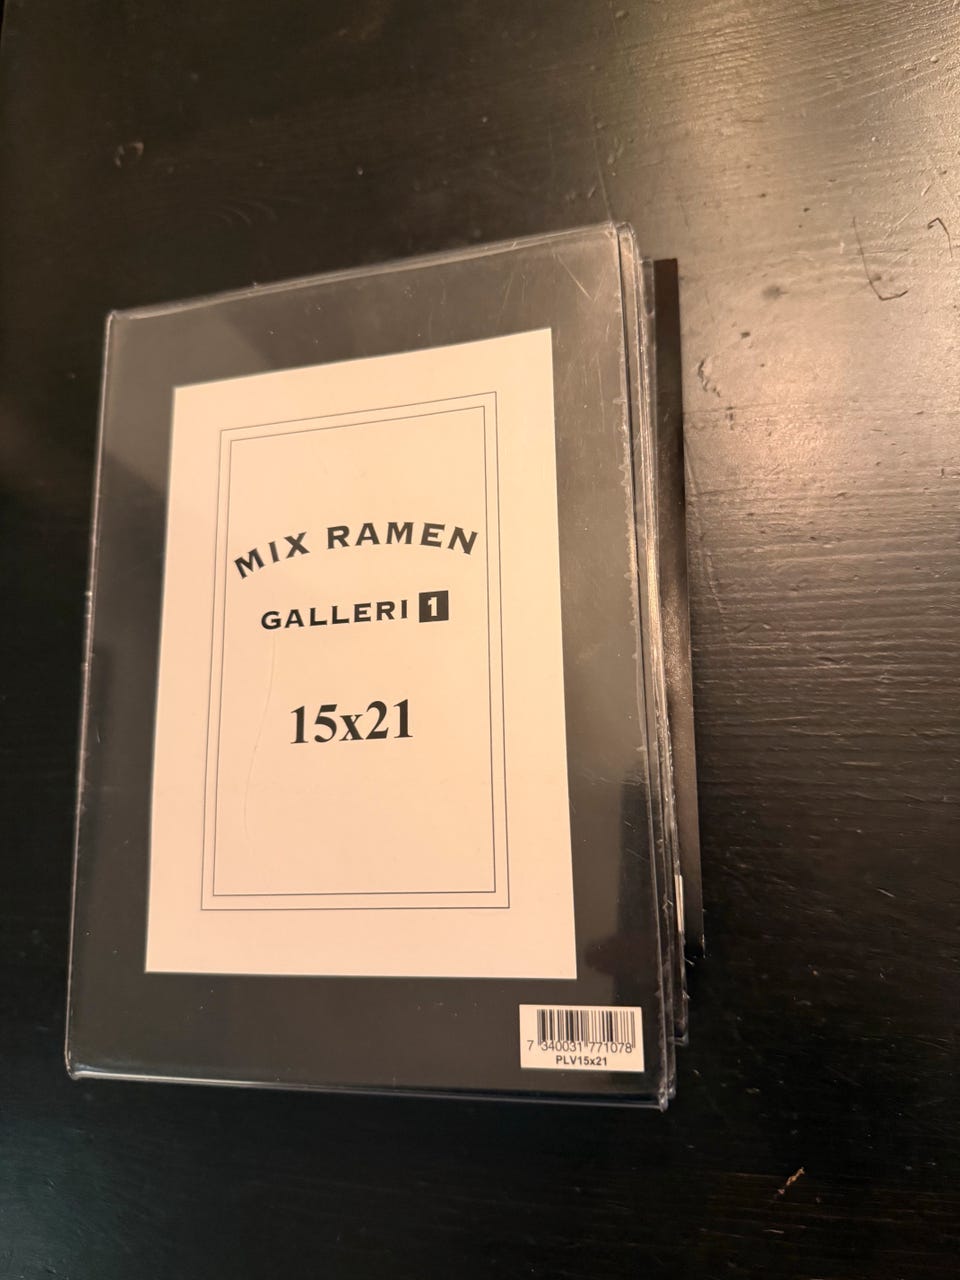 MIX RAMEN
GALLERI 1
15x21
7 340031 771078
PLV15x21